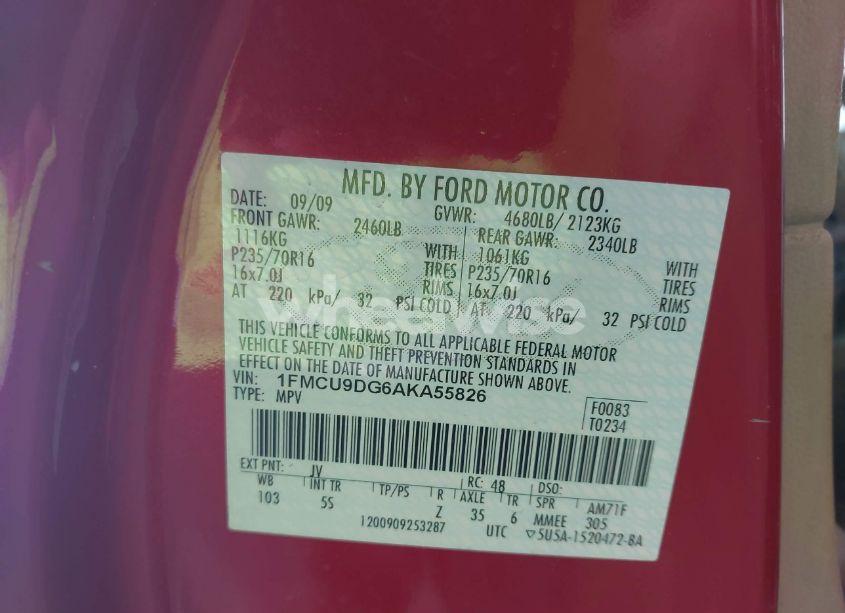 MFD. BY FORD MOTOR CO.
DATE: 09/09 GVWR: 4680LB/ 2123KG
FRONT GAWR: 2460LB REAR GAWR: 2340LB
1116KG WITH 1061KG WITH
P235/70R16 TIRES P235/70R16 TIRES
16x7.0J RIMS 16x7.0J RIMS
AT 220 kPa/ 32 PSI COLD AT 220 kPa/ 32 PSI COLD
THIS VEHICLE CONFORMS TO ALL APPLICABLE FEDERAL MOTOR
VEHICLE SAFETY AND THEFT PREVENTION STANDARDS IN
EFFECT ON THE DATE OF MANUFACTURE SHOWN ABOVE.
VIN: 1FMCU9DG6AKA55826
TYPE: MPV
F0083
T0234
EXT PNT: JV RC: 48 DSO:
WB INT TR TP/PS R AXLE TR SPR AM71F
103 5S Z 35 6 MMEE 305
1200909253287 UTC ▽5U5A-1520472-BA
wheelwise